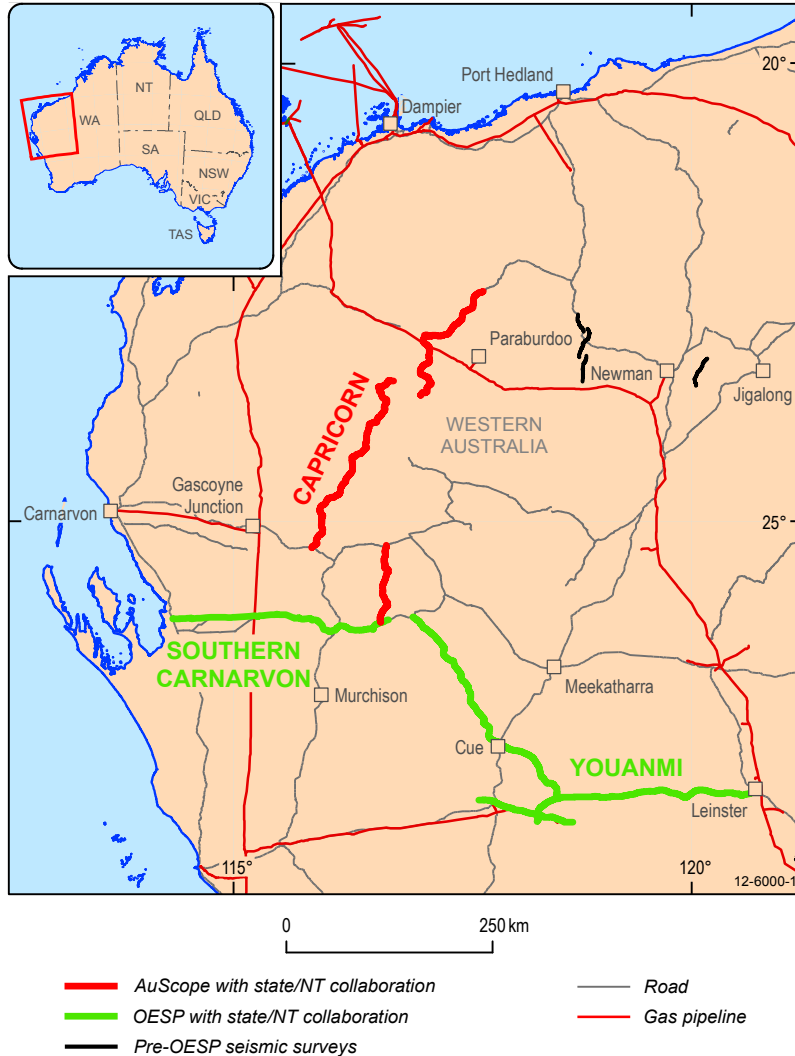 NT
WA
QLD
SA
NSW
VIC
TAS
20°
Port Hedland
Dampier
Paraburdoo
Newman
Jigalong
CAPRICORN
WESTERN
AUSTRALIA
Gascoyne
Junction
Carnarvon
25°
SOUTHERN
CARNARVON
Murchison
Meekatharra
Cue
YOUANMI
Leinster
115°
120°
12-6000-1
0
250 km
AuScope with state/NT collaboration
OESP with state/NT collaboration
Pre-OESP seismic surveys
Road
Gas pipeline